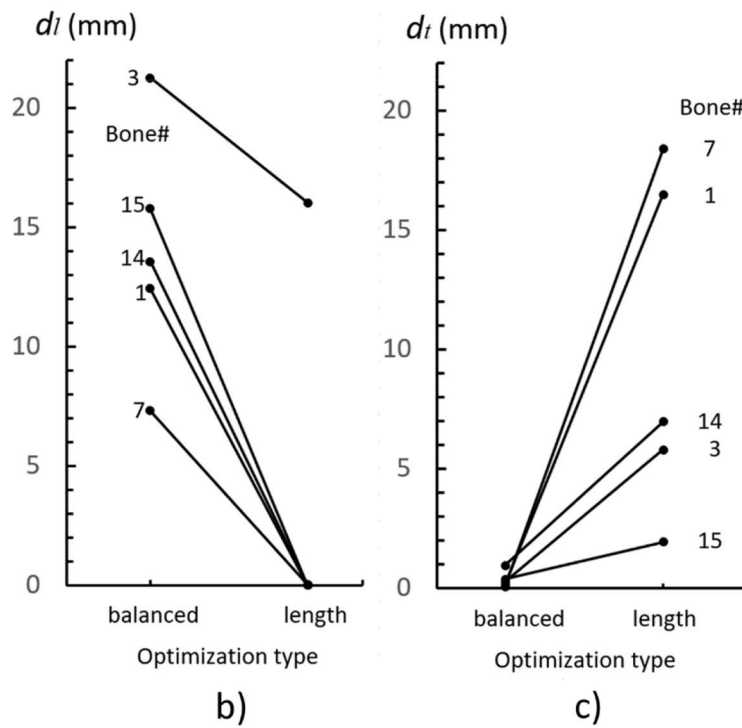 dl (mm)
20
15
10
5
0
3
Bone#
15
14
1
7
balanced length
Optimization type
b)
dt (mm)
20
15
10
5
0
Bone#
7
1
14
3
15
balanced length
Optimization type
c)